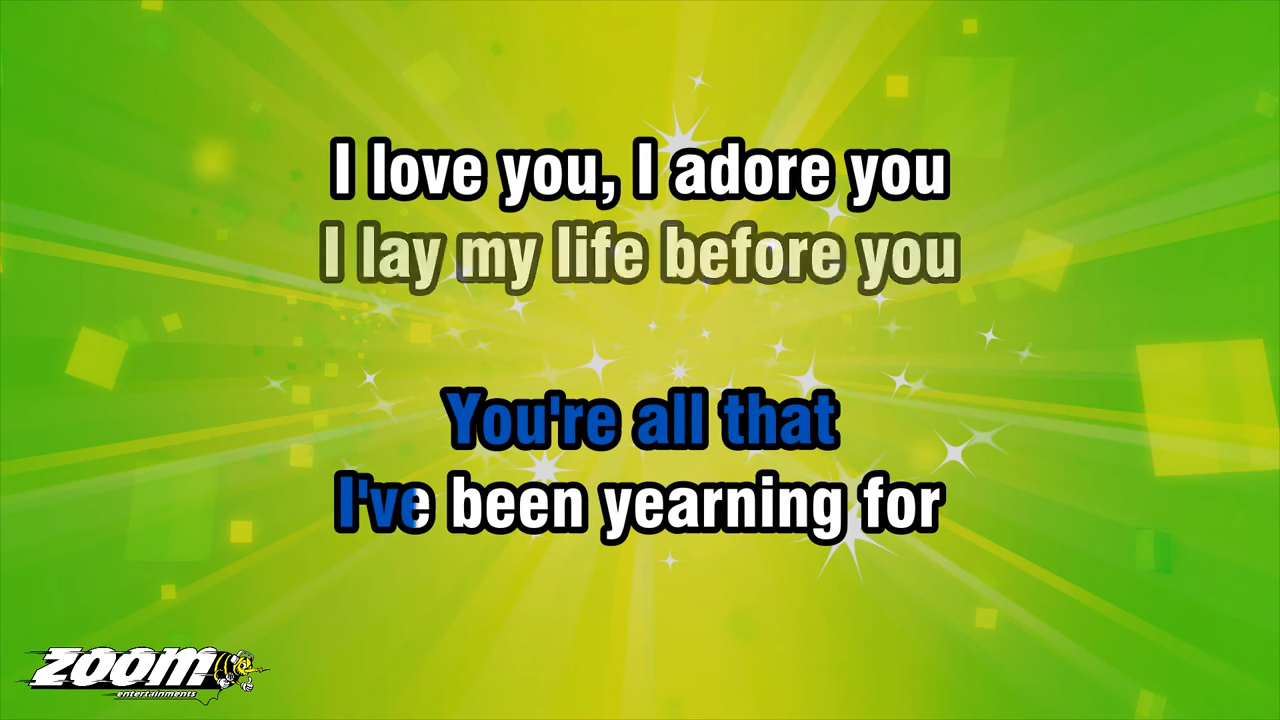 I love you, I adore you
I lay my life before you
You're all that
I've been yearning for
ZOOM
entertainments